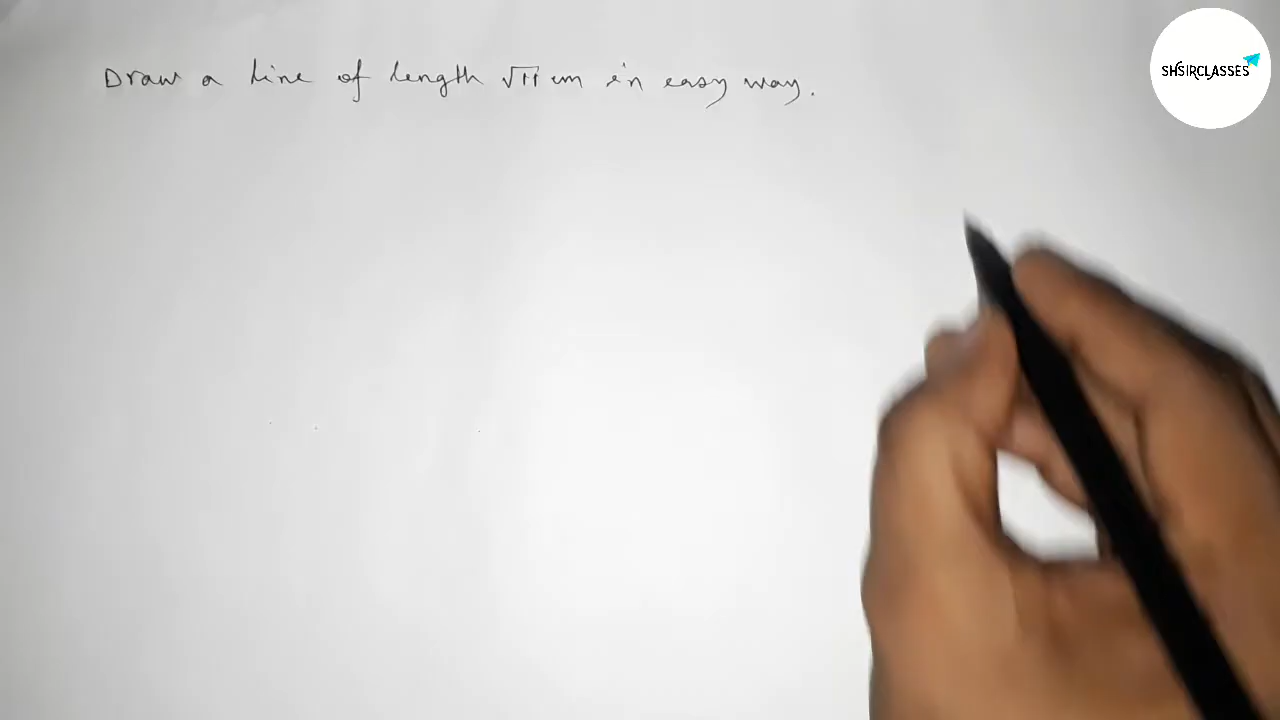 Draw a line of length √11 cm in easy way.
SHSIRCLASSES